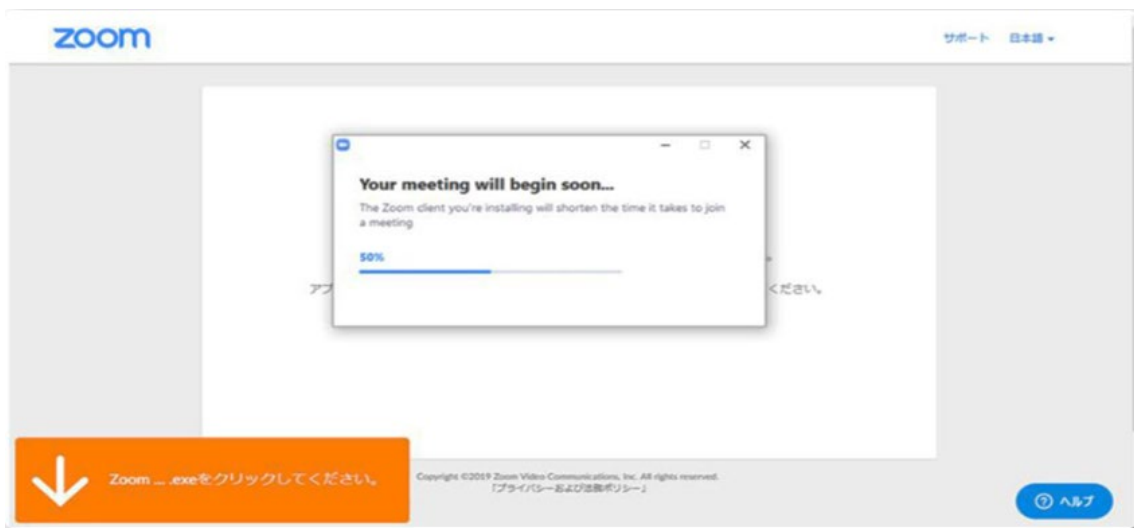 zoom
サポート 日本語
Your meeting will begin soon...
The Zoom client you're installing will shorten the time it takes to join
a meeting
50%
アプ
ください。
Zoom ... .exeをクリックしてください。
Copyright ©2019 Zoom Video Communications, Inc. All rights reserved.
「プライバシーおよび法務ポリシー」
ヘルプ